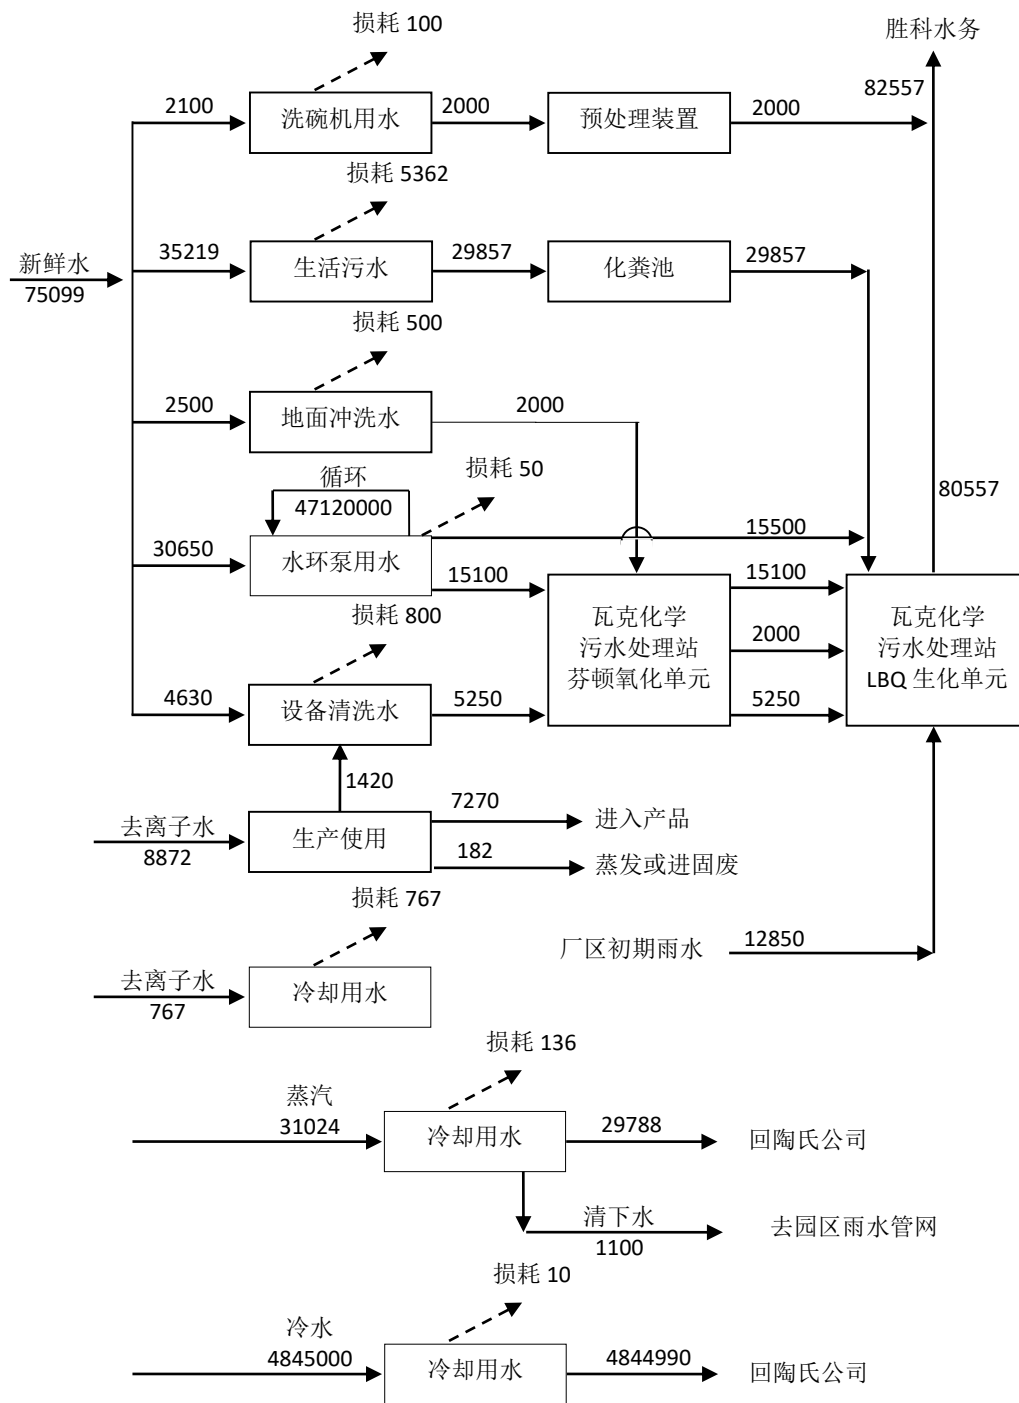 损耗 100
胜科水务
82557
2100
洗碗机用水
2000
预处理装置
2000
损耗 5362
新鲜水
75099
35219
生活污水
29857
化粪池
29857
损耗 500
2500
地面冲洗水
2000
损耗 50
循环
47120000
80557
30650
水环泵用水
15500
15100
15100
损耗 800
瓦克化学
污水处理站
芬顿氧化单元
2000
瓦克化学
污水处理站
LBQ 生化单元
4630
设备清洗水
5250
5250
1420
去离子水
8872
生产使用
7270
进入产品
182
蒸发或进固废
损耗 767
厂区初期雨水
12850
去离子水
767
冷却用水
损耗 136
蒸汽
31024
冷却用水
29788
回陶氏公司
清下水
1100
去园区雨水管网
损耗 10
冷水
4845000
冷却用水
4844990
回陶氏公司